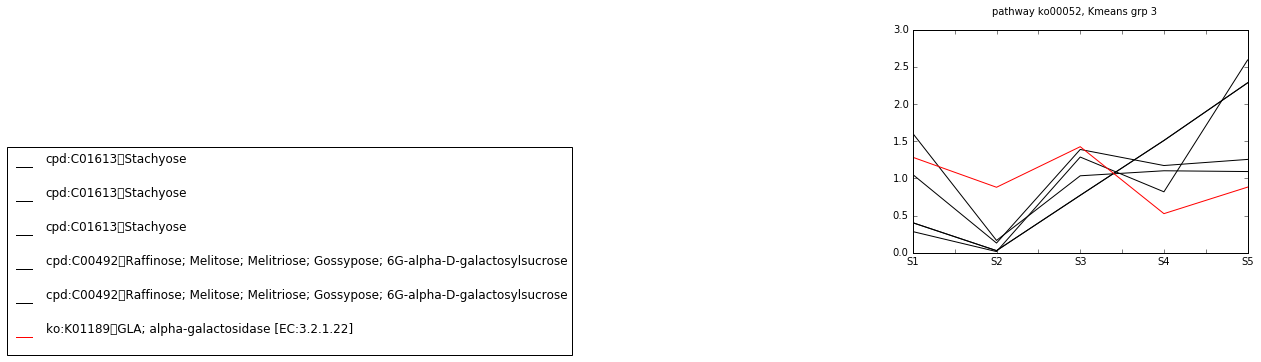 pathway ko00052, Kmeans grp 3
3.0
2.5
2.0
1.5
1.0
0.5
0.0
S1 S2 S3 S4 S5
cpd:C01613▯Stachyose
cpd:C01613▯Stachyose
cpd:C01613▯Stachyose
cpd:C00492▯Raffinose; Melitose; Melitriose; Gossypose; 6G-alpha-D-galactosylsucrose
cpd:C00492▯Raffinose; Melitose; Melitriose; Gossypose; 6G-alpha-D-galactosylsucrose
ko:K01189▯GLA; alpha-galactosidase [EC:3.2.1.22]